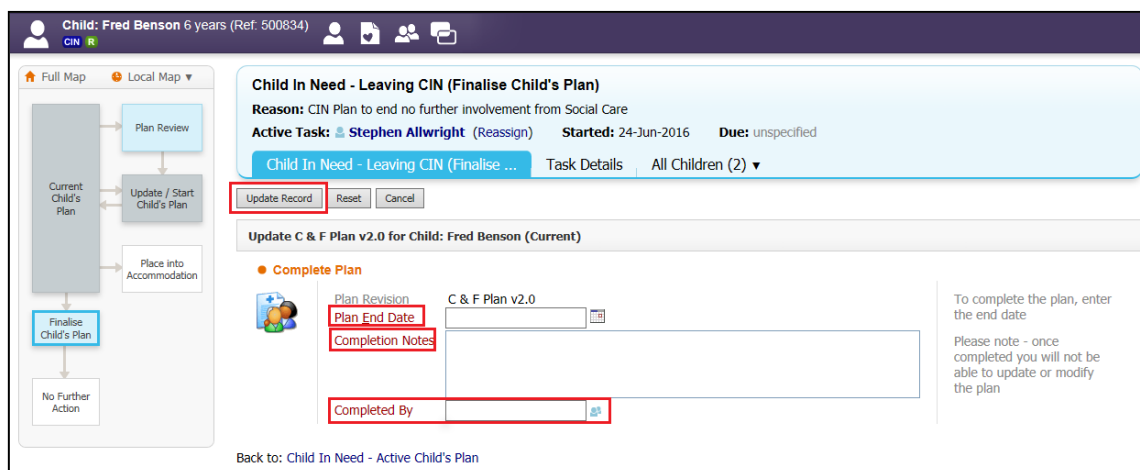 Child: Fred Benson 6 years (Ref: 500834)
CIN R
Full Map Local Map ▼
Plan Review
Current
Child's
Plan
Update / Start
Child's Plan
Place into
Accommodation
Finalise
Child's Plan
No Further
Action
Child In Need - Leaving CIN (Finalise Child's Plan)
Reason: CIN Plan to end no further involvement from Social Care
Active Task: Stephen Allwright (Reassign) Started: 24-Jun-2016 Due: unspecified
Child In Need - Leaving CIN (Finalise ... Task Details All Children (2) ▼
Update Record Reset Cancel
Update C & F Plan v2.0 for Child: Fred Benson (Current)
Complete Plan
Plan Revision C & F Plan v2.0
Plan End Date
Completion Notes
Completed By
To complete the plan, enter
the end date
Please note - once
completed you will not be
able to update or modify
the plan
Back to: Child In Need - Active Child's Plan